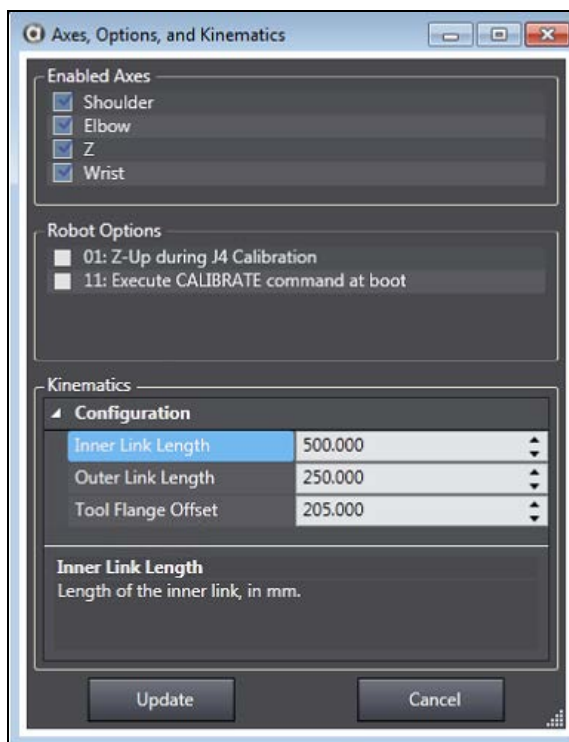 Axes, Options, and Kinematics
Enabled Axes
Shoulder
Elbow
Z
Wrist
Robot Options
01: Z-Up during J4 Calibration
11: Execute CALIBRATE command at boot
Kinematics
Configuration
Inner Link Length 500.000
Outer Link Length 250.000
Tool Flange Offset 205.000
Inner Link Length
Length of the inner link, in mm.
Update Cancel